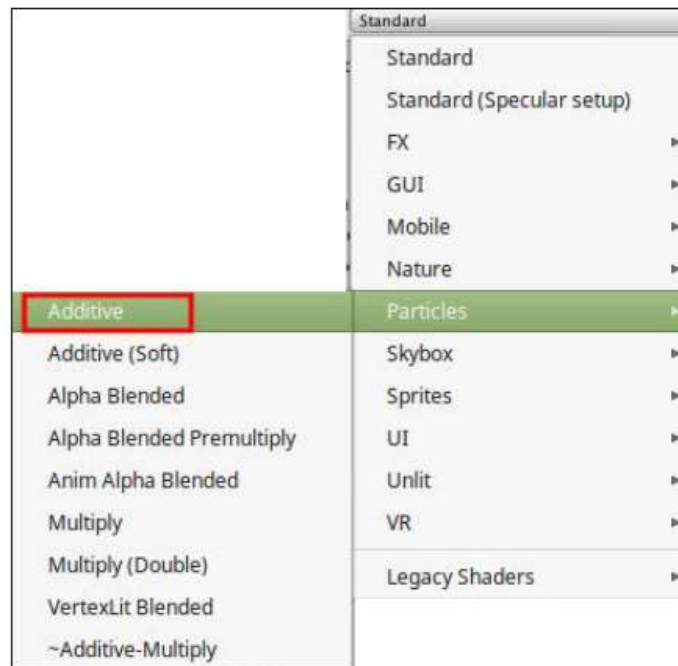 Standard
Standard
Standard (Specular setup)
FX
GUI
Mobile
Nature
Particles
Skybox
Sprites
UI
Unlit
VR
Legacy Shaders
Additive
Additive (Soft)
Alpha Blended
Alpha Blended Premultiply
Anim Alpha Blended
Multiply
Multiply (Double)
VertexLit Blended
~Additive-Multiply